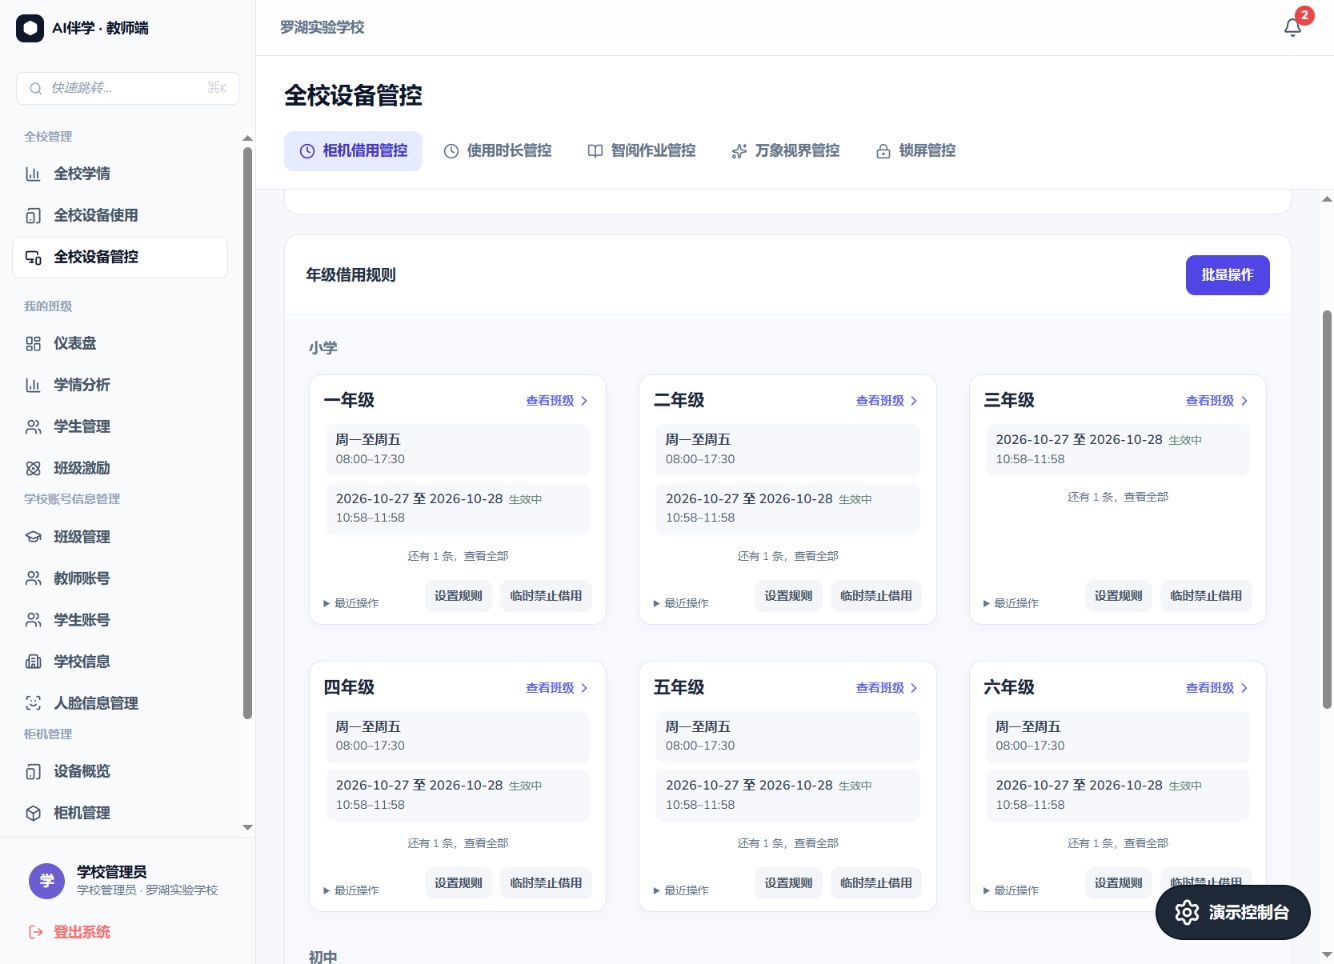 AI伴学 · 教师端
快速跳转... ⌘K
全校管理
全校学情
全校设备使用
全校设备管控
我的班级
仪表盘
学情分析
学生管理
班级激励
学校账号信息管理
班级管理
教师账号
学生账号
学校信息
人脸信息管理
柜机管理
设备概览
柜机管理
学
学校管理员
学校管理员 · 罗湖实验学校
登出系统
罗湖实验学校
2
全校设备管控
柜机借用管控 使用时长管控 智阅作业管控 万象视界管控 锁屏管控
年级借用规则
批量操作
小学
一年级 查看班级
周一至周五
08:00–17:30
2026-10-27 至 2026-10-28 生效中
10:58–11:58
还有 1 条，查看全部
最近操作 设置规则 临时禁止借用
二年级 查看班级
周一至周五
08:00–17:30
2026-10-27 至 2026-10-28 生效中
10:58–11:58
还有 1 条，查看全部
最近操作 设置规则 临时禁止借用
三年级 查看班级
2026-10-27 至 2026-10-28 生效中
10:58–11:58
还有 1 条，查看全部
最近操作 设置规则 临时禁止借用
四年级 查看班级
周一至周五
08:00–17:30
2026-10-27 至 2026-10-28 生效中
10:58–11:58
还有 1 条，查看全部
最近操作 设置规则 临时禁止借用
五年级 查看班级
周一至周五
08:00–17:30
2026-10-27 至 2026-10-28 生效中
10:58–11:58
还有 1 条，查看全部
最近操作 设置规则 临时禁止借用
六年级 查看班级
周一至周五
08:00–17:30
2026-10-27 至 2026-10-28 生效中
10:58–11:58
还有 1 条，查看全部
最近操作 设置规则 临时禁止借用
演示控制台
初中